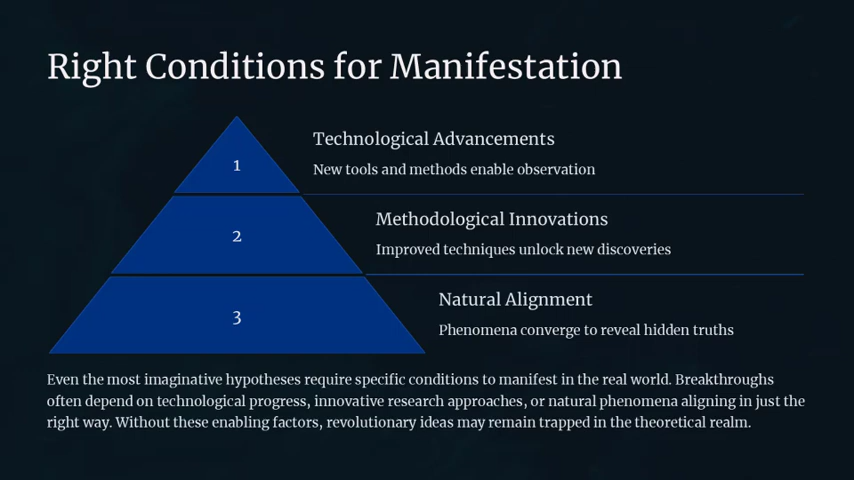 Right Conditions for Manifestation
1
Technological Advancements
New tools and methods enable observation
2
Methodological Innovations
Improved techniques unlock new discoveries
3
Natural Alignment
Phenomena converge to reveal hidden truths
Even the most imaginative hypotheses require specific conditions to manifest in the real world. Breakthroughs
often depend on technological progress, innovative research approaches, or natural phenomena aligning in just the
right way. Without these enabling factors, revolutionary ideas may remain trapped in the theoretical realm.